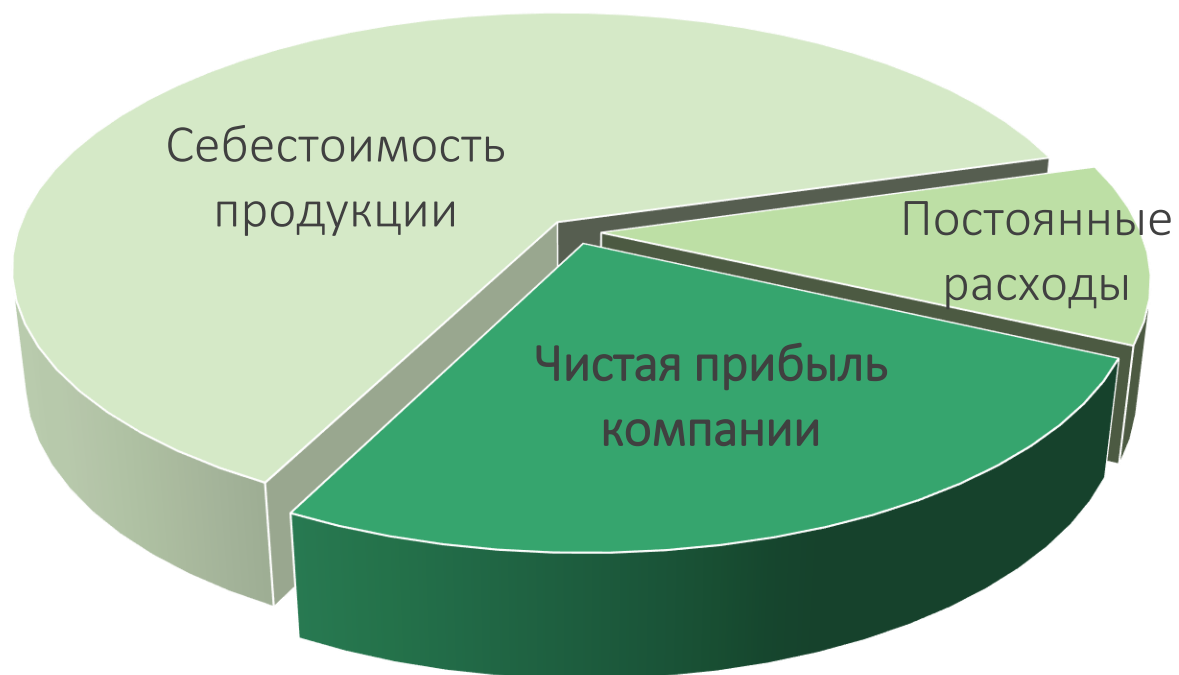 Себестоимость
продукции
Постоянные
расходы
Чистая прибыль
компании